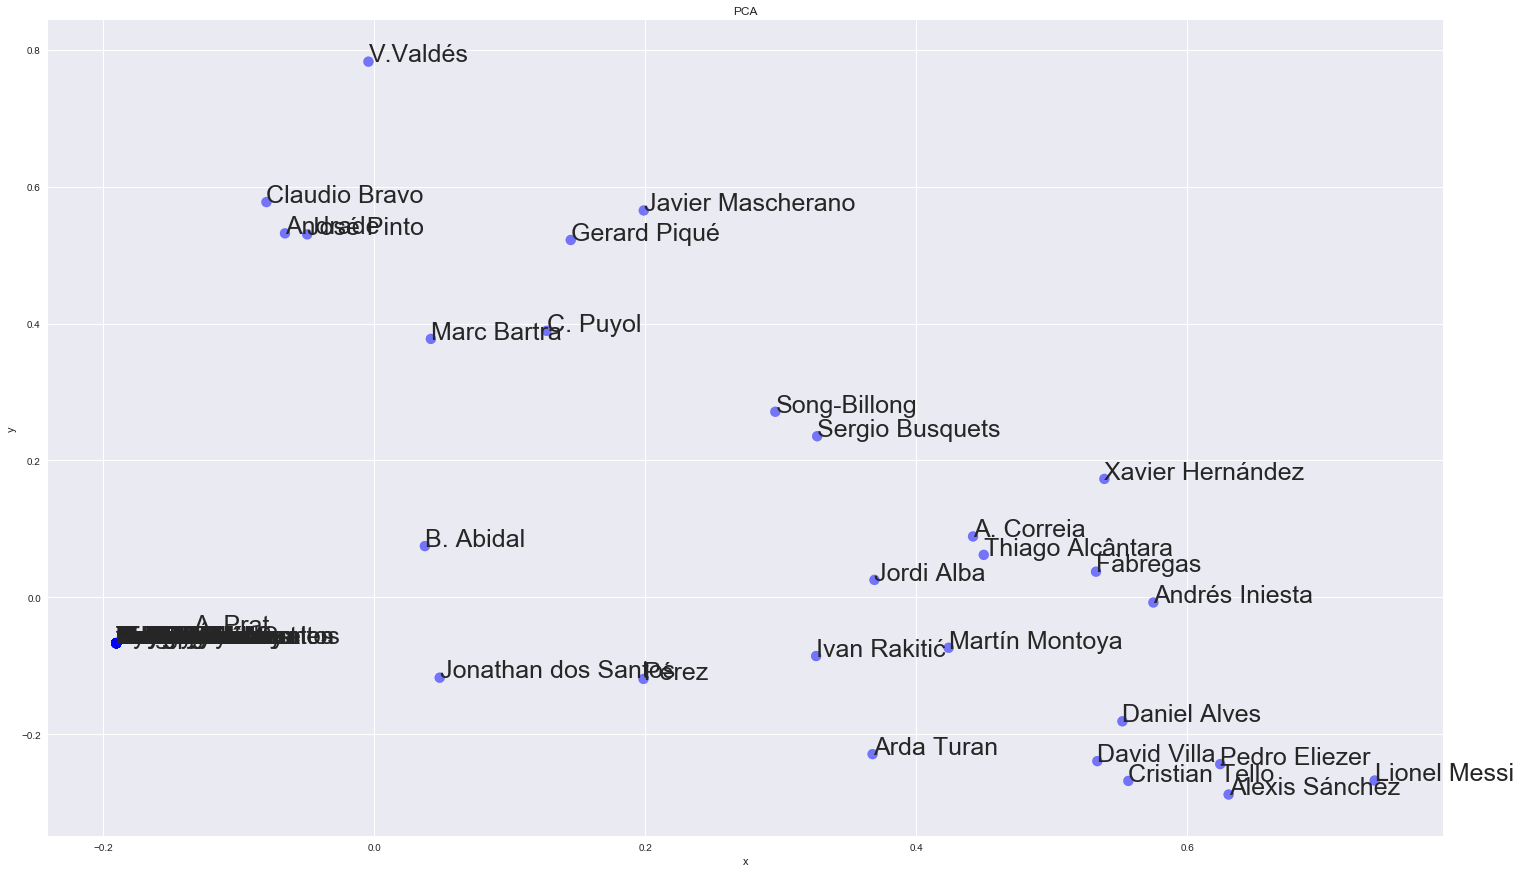 PCA
0.8
V.Valdés
0.6
Claudio Bravo
Javier Mascherano
Andrade
José Pinto
Gerard Piqué
0.4
C. Puyol
Marc Bartra
Song-Billong
y
Sergio Busquets
0.2
Xavier Hernández
A. Correia
B. Abidal
Thiago Alcântara
Fàbregas
Jordi Alba
0.0
Andrés Iniesta
A. Prat
Ivan Rakitić
Martín Montoya
Jonathan dos Santos
Pérez
Daniel Alves
−0.2
Arda Turan
David Villa
Pedro Eliezer
Cristian Tello
Lionel Messi
Alexis Sánchez
−0.2
0.0
0.2
0.4
0.6
x